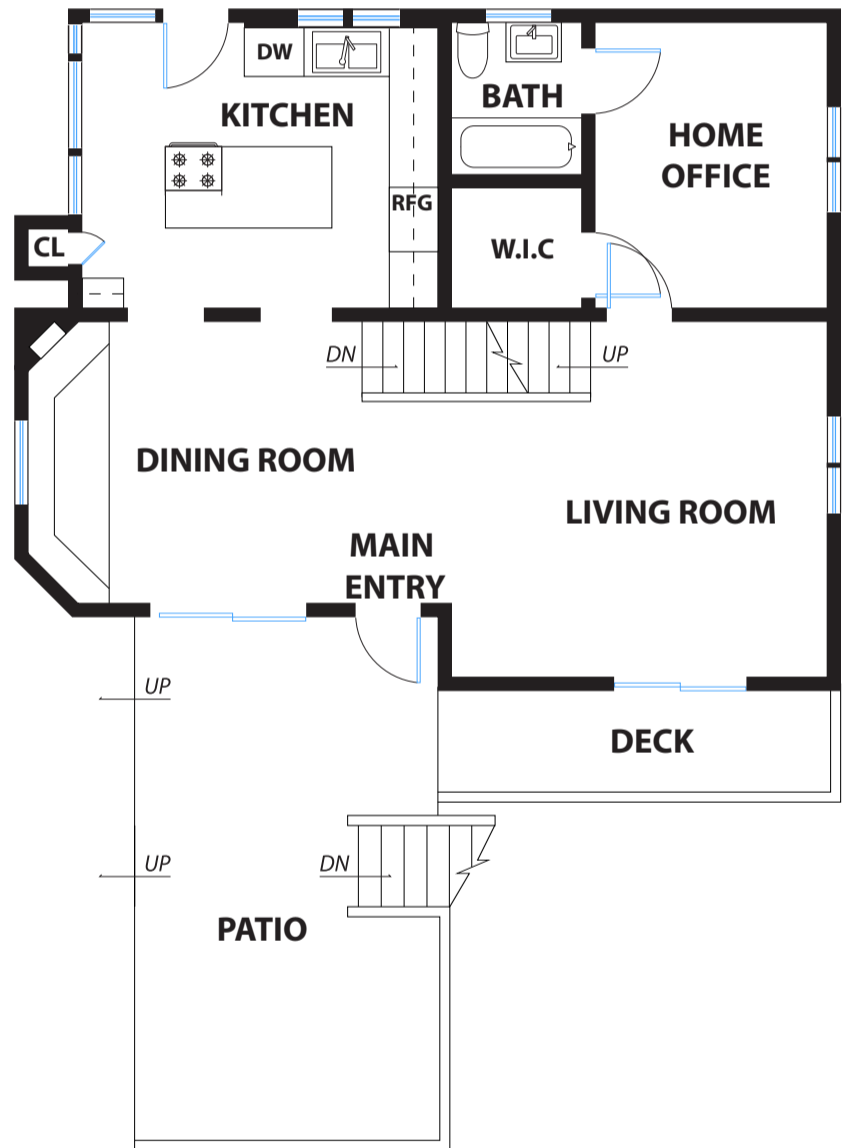 DW
KITCHEN
BATH
HOME
OFFICE
RFG
CL
W.I.C
DN
UP
DINING ROOM
LIVING ROOM
MAIN
ENTRY
UP
DECK
UP
DN
PATIO